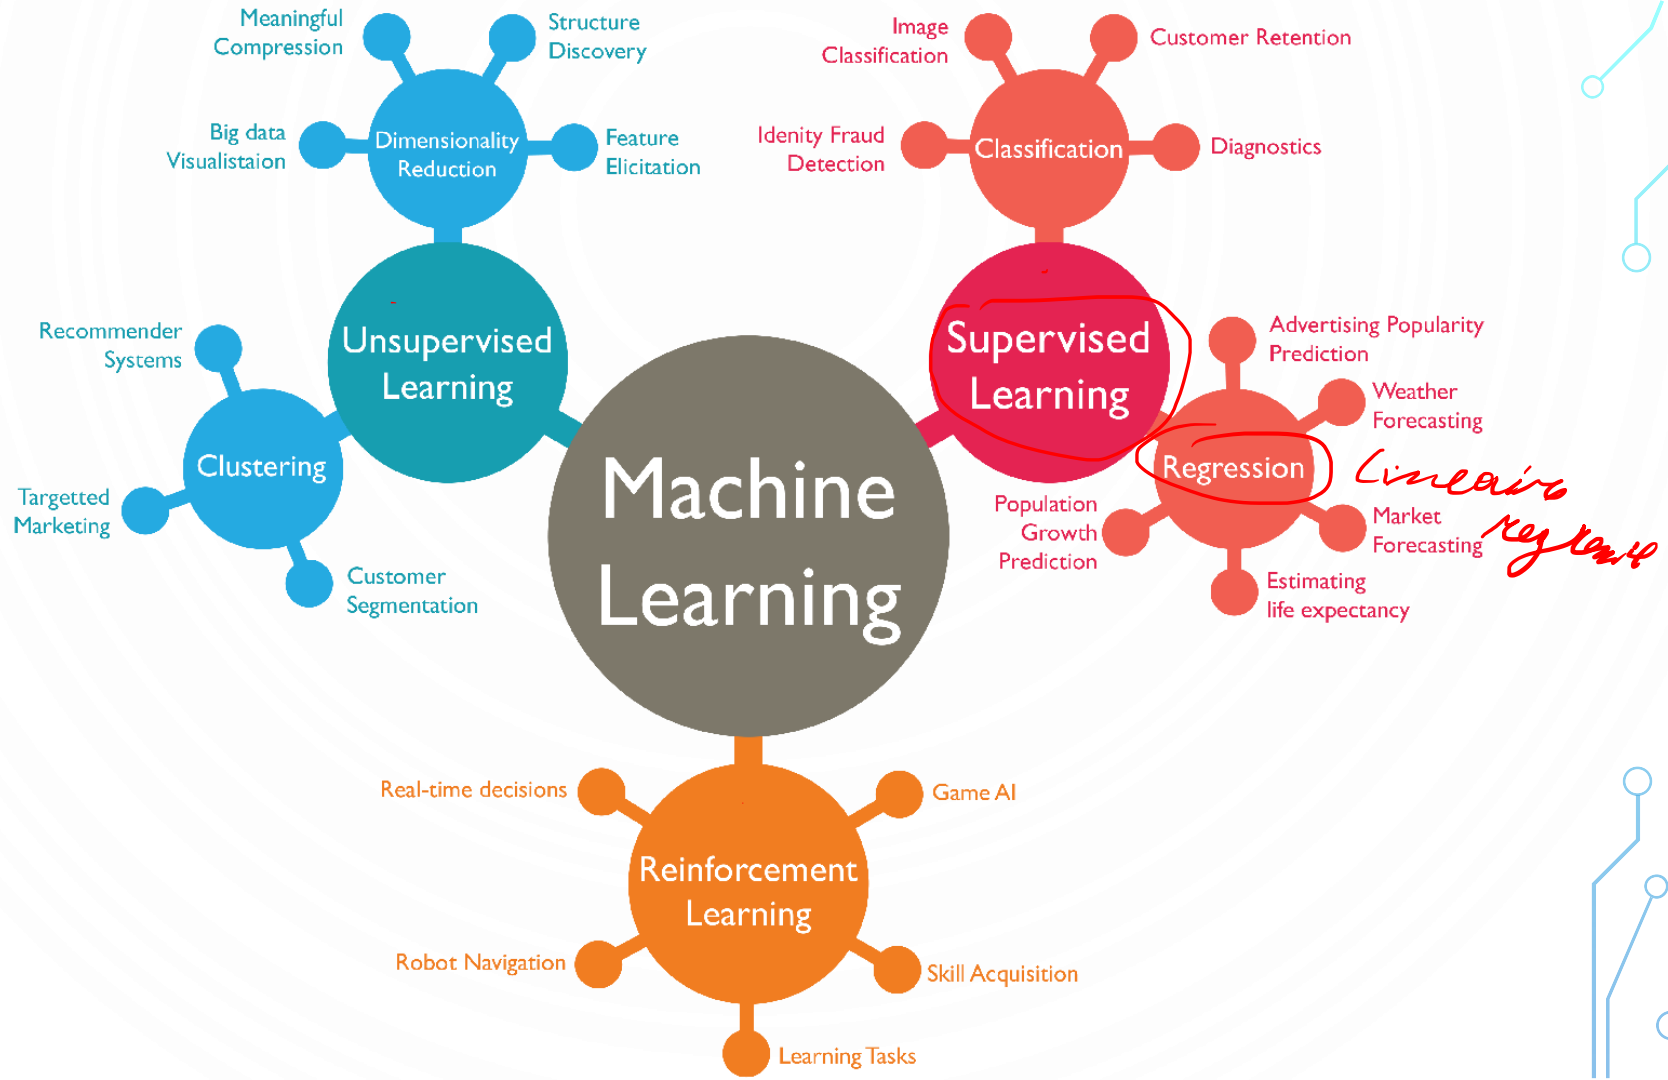 Meaningful
Compression
Structure
Discovery
Big data
Visualistaion
Dimensionality
Reduction
Feature
Elicitation
Image
Classification
Customer Retention
Idenity Fraud
Detection
Classification
Diagnostics
Unsupervised
Learning
Supervised
Learning
Recommender
Systems
Clustering
Targetted
Marketing
Customer
Segmentation
Machine
Learning
Advertising Popularity
Prediction
Weather
Forecasting
Regression
Lineaire
regressie
Population
Growth
Prediction
Market
Forecasting
Estimating
life expectancy
Real-time decisions
Game AI
Reinforcement
Learning
Robot Navigation
Skill Acquisition
Learning Tasks